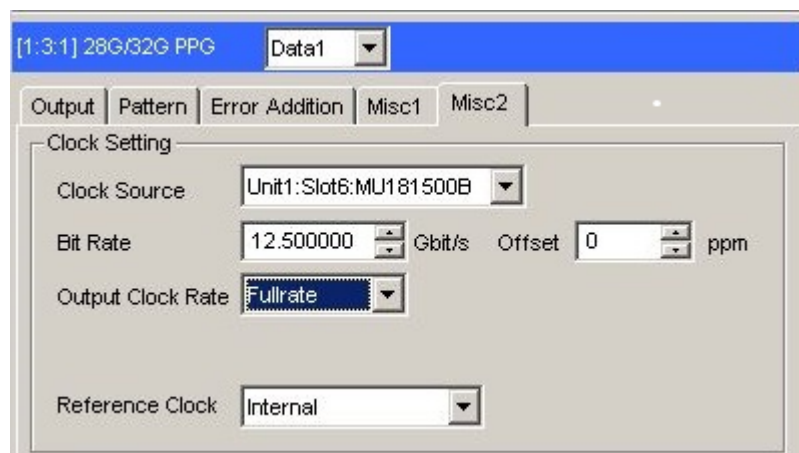 [1:3:1] 28G/32G PPG Data1
Output Pattern Error Addition Misc1 Misc2
Clock Setting
Clock Source Unit1:Slot6:MU181500B
Bit Rate 12.500000 Gbit/s Offset 0 ppm
Output Clock Rate Fullrate
Reference Clock Internal